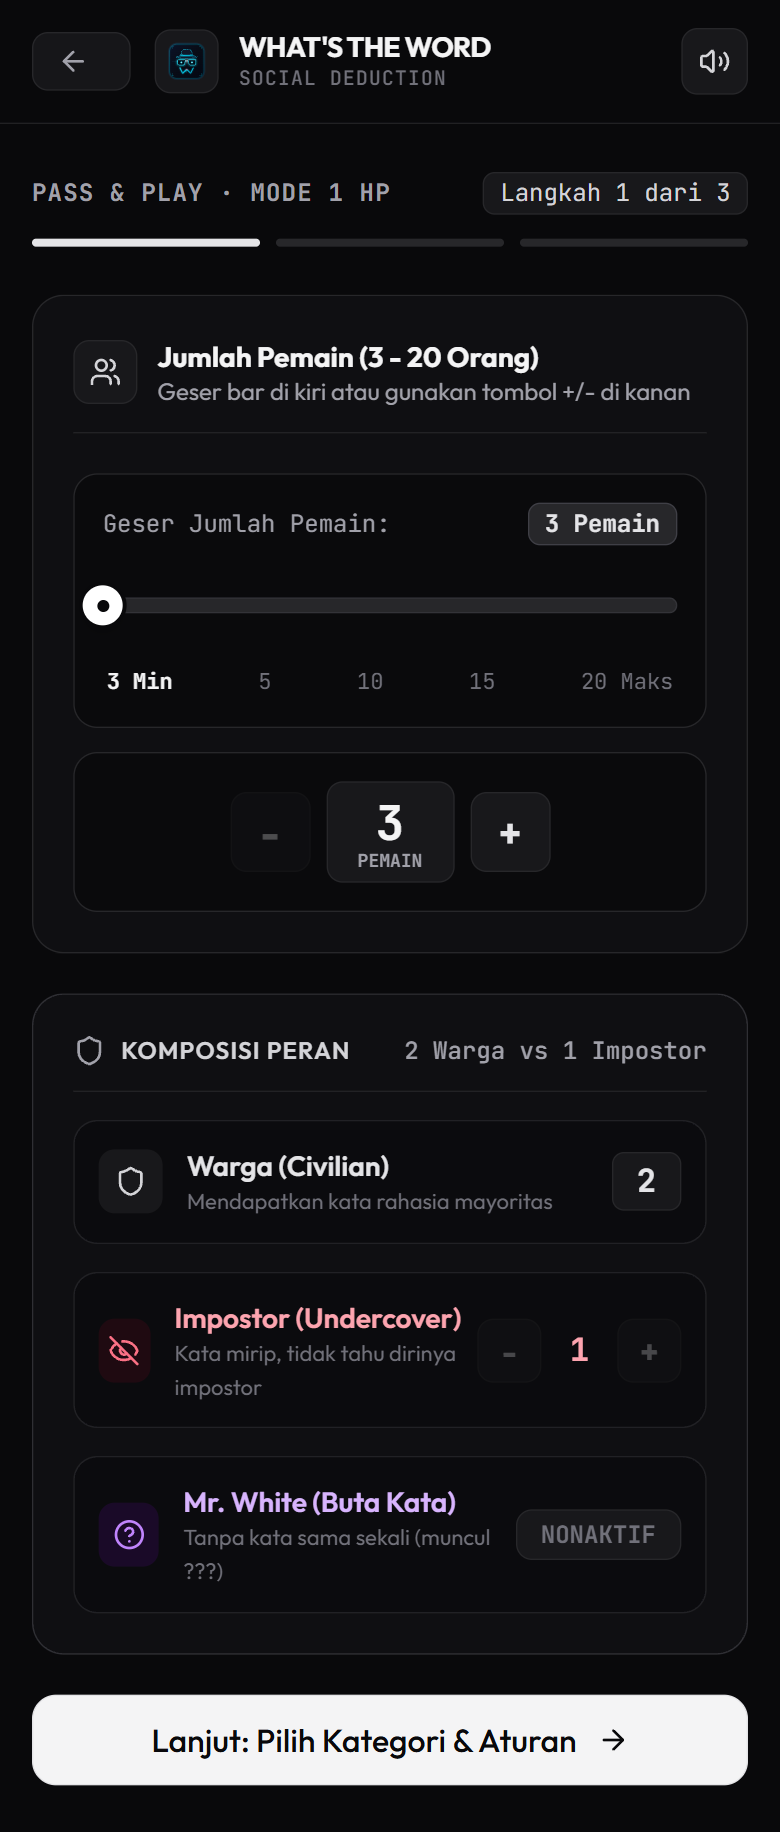 WHAT'S THE WORD
SOCIAL DEDUCTION
PASS & PLAY · MODE 1 HP
Langkah 1 dari 3
Jumlah Pemain (3 - 20 Orang)
Geser bar di kiri atau gunakan tombol +/- di kanan
Geser Jumlah Pemain:
3 Pemain
3 Min 5 10 15 20 Maks
- 3 +
PEMAIN
KOMPOSISI PERAN
2 Warga vs 1 Impostor
Warga (Civilian)
Mendapatkan kata rahasia mayoritas
2
Impostor (Undercover)
Kata mirip, tidak tahu dirinya
impostor
- 1 +
Mr. White (Buta Kata)
Tanpa kata sama sekali (muncul
???)
NONAKTIF
Lanjut: Pilih Kategori & Aturan →